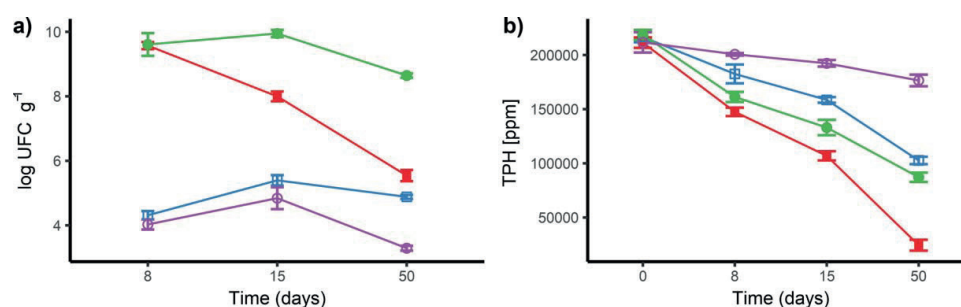 a)
log UFC g⁻¹
10
8
6
4
8 15 50
Time (days)
b)
TPH [ppm]
200000
150000
100000
50000
0 8 15 50
Time (days)